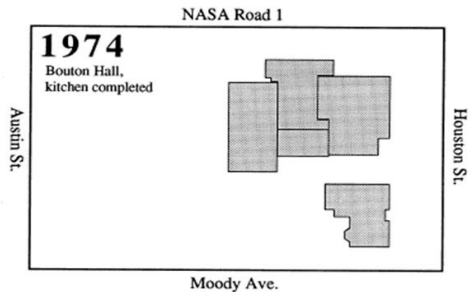 NASA Road 1
1974
Bouton Hall,
kitchen completed
Austin St.
Houston St.
Moody Ave.